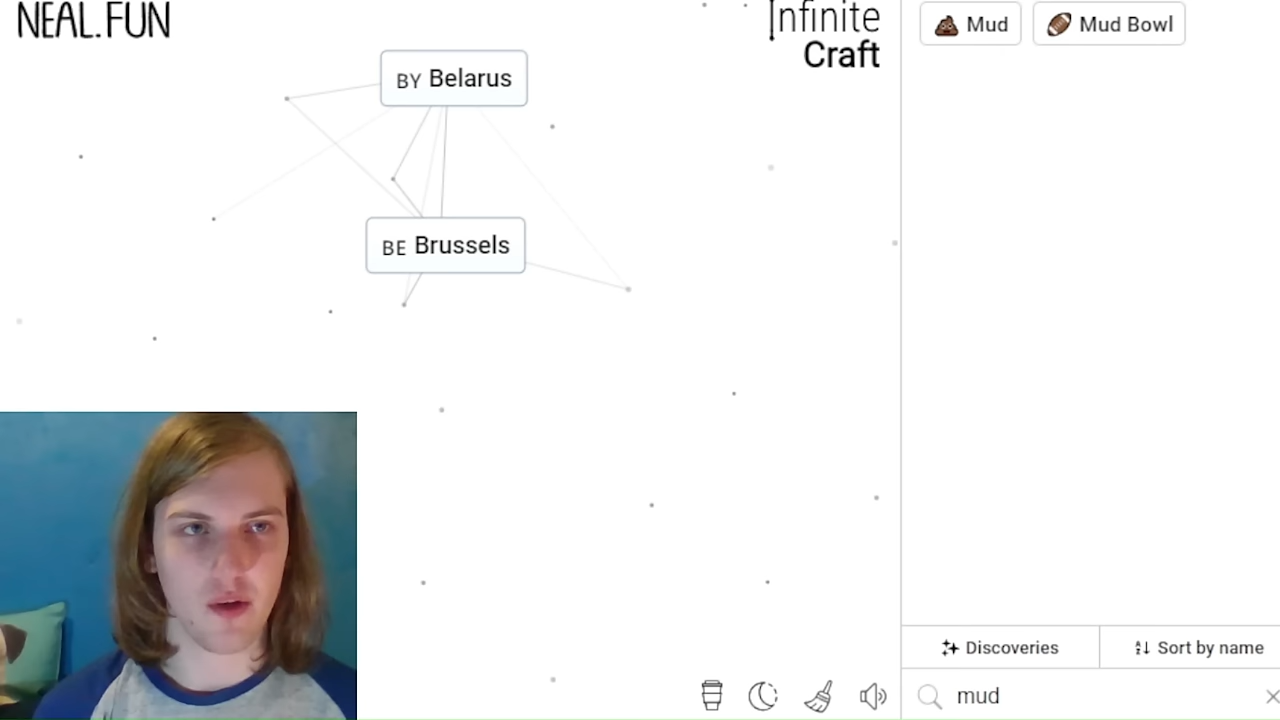 NEAL.FUN
Infinite
Craft
BY Belarus
BE Brussels
Mud
Mud Bowl
Discoveries
Sort by name
mud